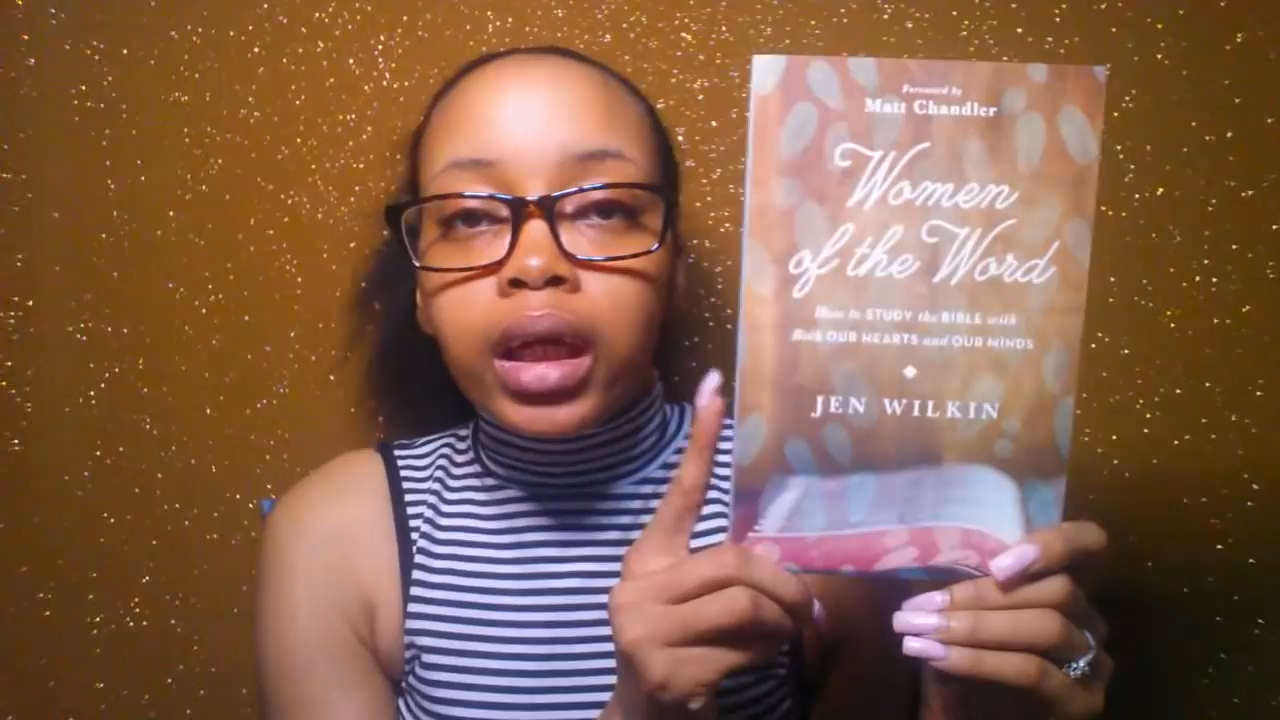 Foreword by
Matt Chandler
Women
of the Word
How to STUDY the BIBLE with
Both OUR HEARTS and OUR MINDS
JEN WILKIN